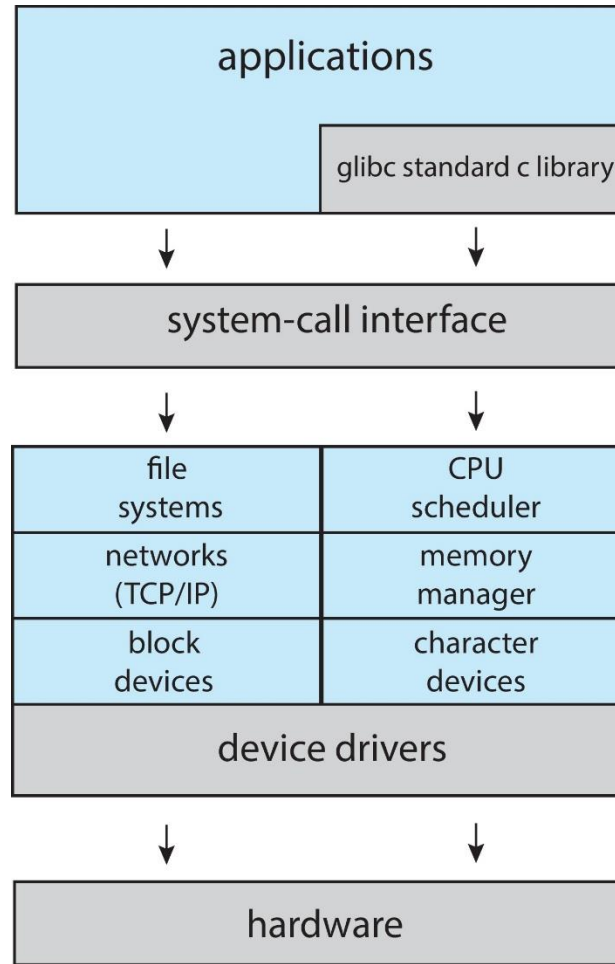 applications
glibc standard c library
system-call interface
file
systems
CPU
scheduler
networks
(TCP/IP)
memory
manager
block
devices
character
devices
device drivers
hardware